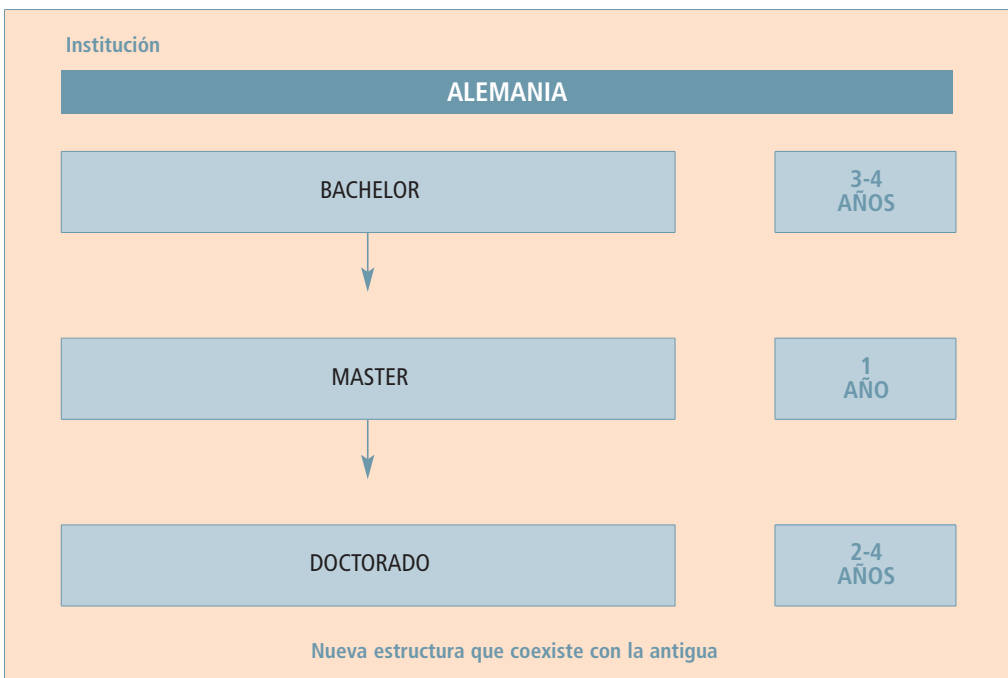 Institución
ALEMANIA
BACHELOR
3-4
AÑOS
MASTER
1
AÑO
DOCTORADO
2-4
AÑOS
Nueva estructura que coexiste con la antigua